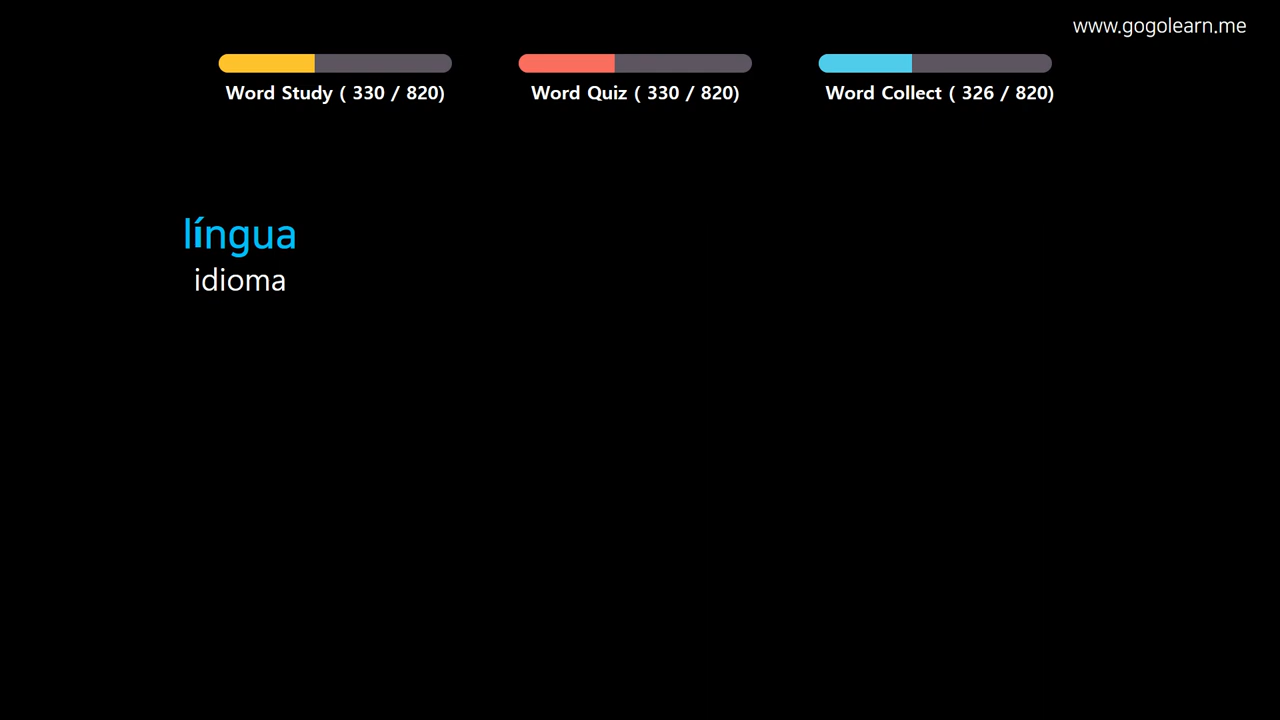 www.gogolearn.me
Word Study ( 330 / 820)
Word Quiz ( 330 / 820)
Word Collect ( 326 / 820)
língua
idioma